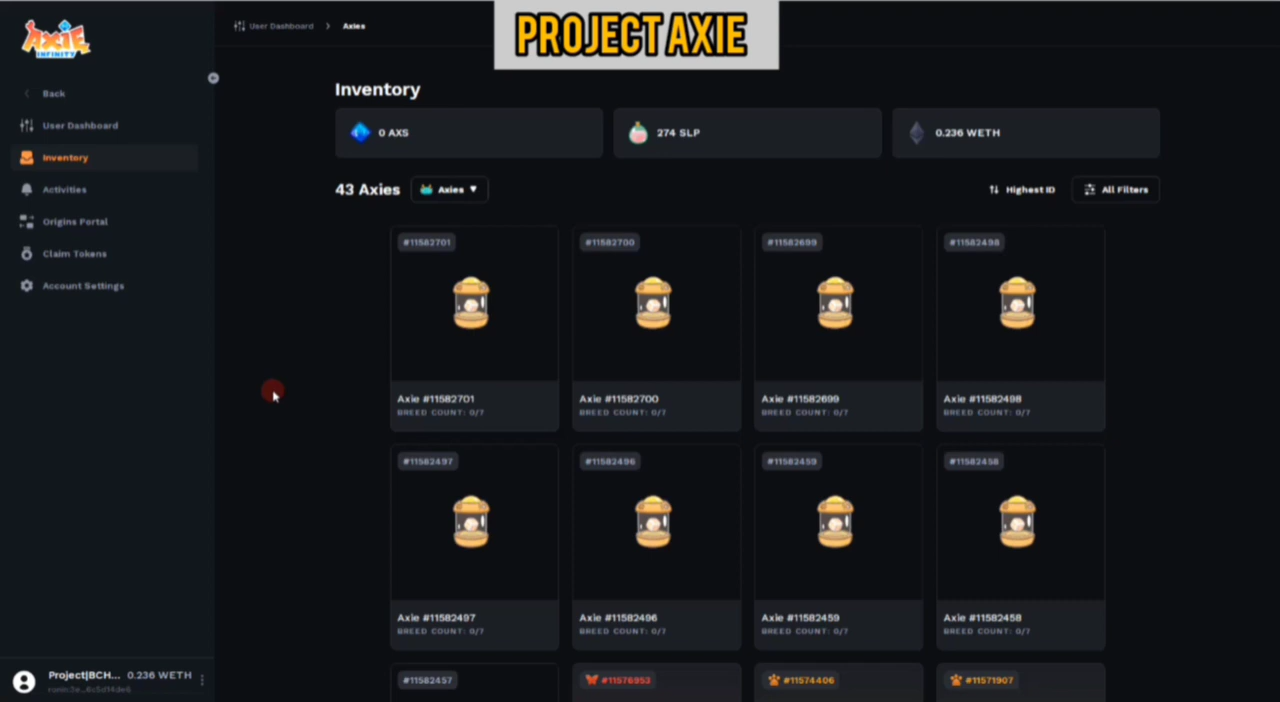 PROJECT AXIE
AXIE
INFINITY
User Dashboard > Axies
Back
User Dashboard
Inventory
Activities
Origins Portal
Claim Tokens
Account Settings
Inventory
0 AXS
274 SLP
0.236 WETH
43 Axies
Axies
Highest ID
All Filters
#11582701
#11582700
#11582699
#11582498
Axie #11582701
Axie #11582700
Axie #11582699
Axie #11582498
BREED COUNT: 0/7
BREED COUNT: 0/7
BREED COUNT: 0/7
BREED COUNT: 0/7
#11582497
#11582496
#11582459
#11582458
Axie #11582497
Axie #11582496
Axie #11582459
Axie #11582458
BREED COUNT: 0/7
BREED COUNT: 0/7
BREED COUNT: 0/7
BREED COUNT: 0/7
#11582457
#11576953
#11574406
#11571907
Project|BCH... 0.236 WETH